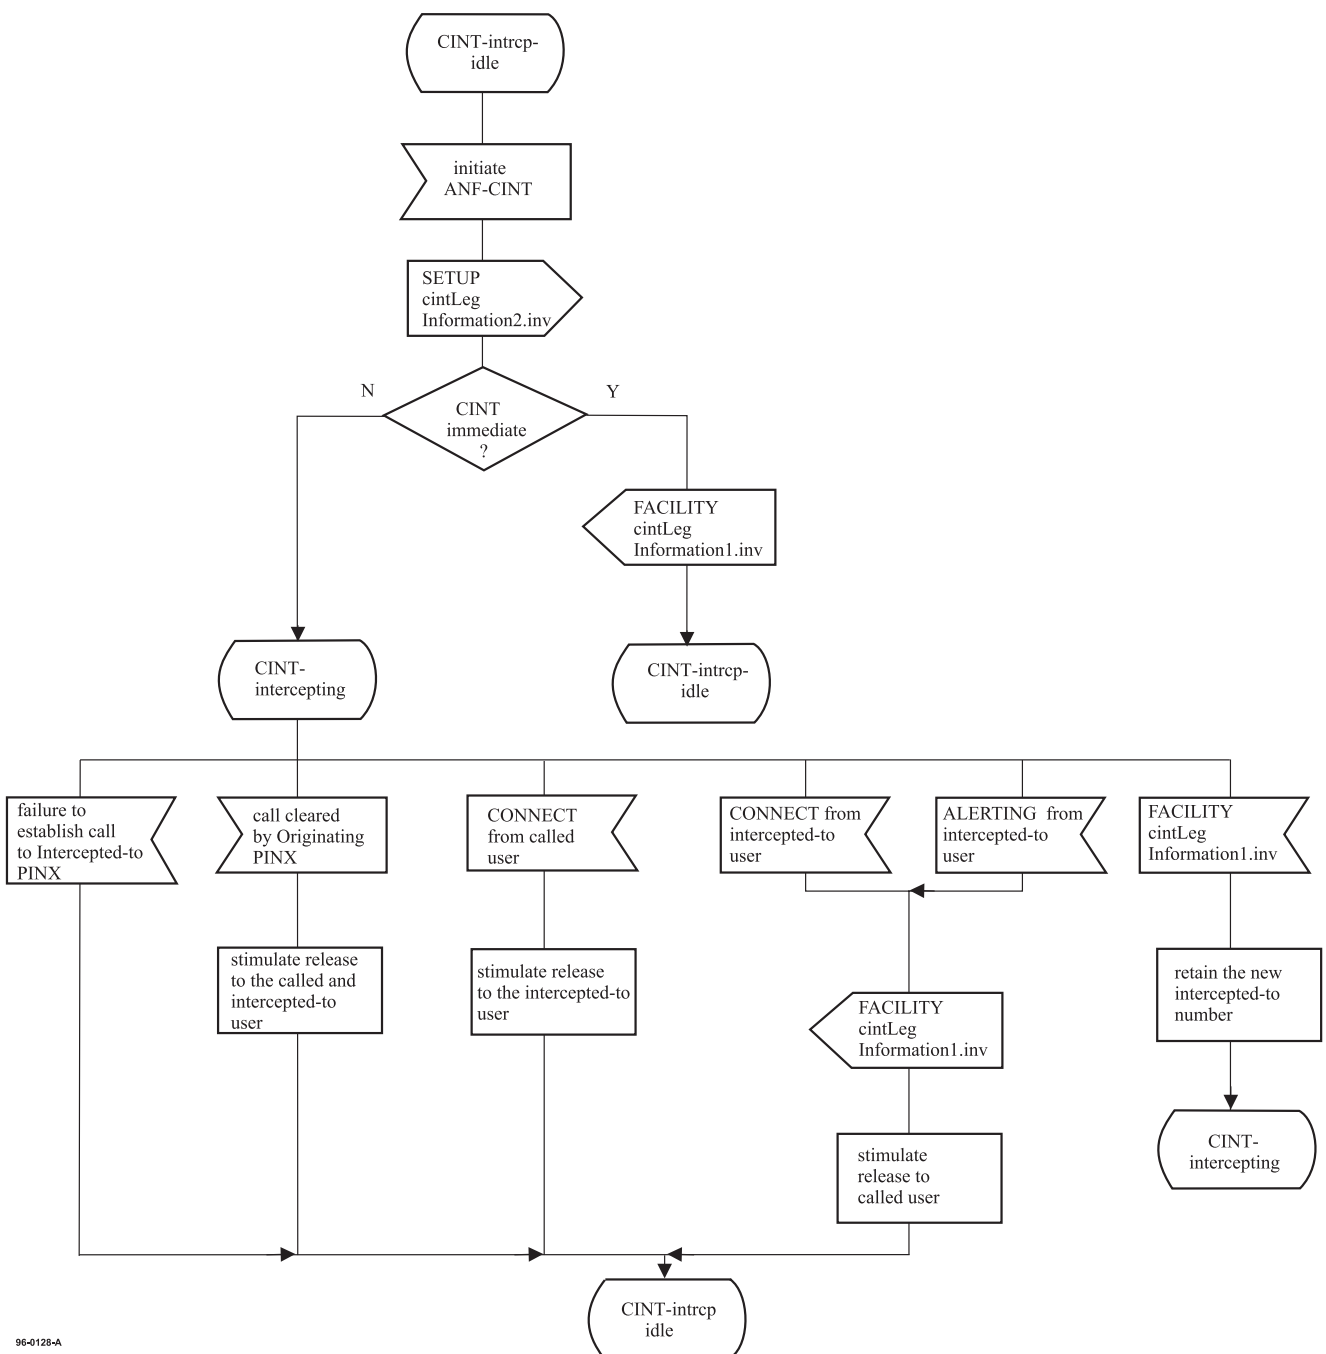 CINT-intrcp-
idle
initiate
ANF-CINT
SETUP
cintLeg
Information2.inv
N
Y
CINT
immediate
?
FACILITY
cintLeg
Information1.inv
CINT-
intercepting
CINT-intrcp-
idle
failure to
establish call
to Intercepted-to
PINX
call cleared
by Originating
PINX
CONNECT
from called
user
CONNECT from
intercepted-to
user
ALERTING from
intercepted-to
user
FACILITY
cintLeg
Information1.inv
stimulate release
to the called and
intercepted-to
user
stimulate release
to the intercepted-to
user
FACILITY
cintLeg
Information1.inv
retain the new
intercepted-to
number
stimulate
release to
called user
CINT-
intercepting
CINT-intrcp
idle
96-0128-A